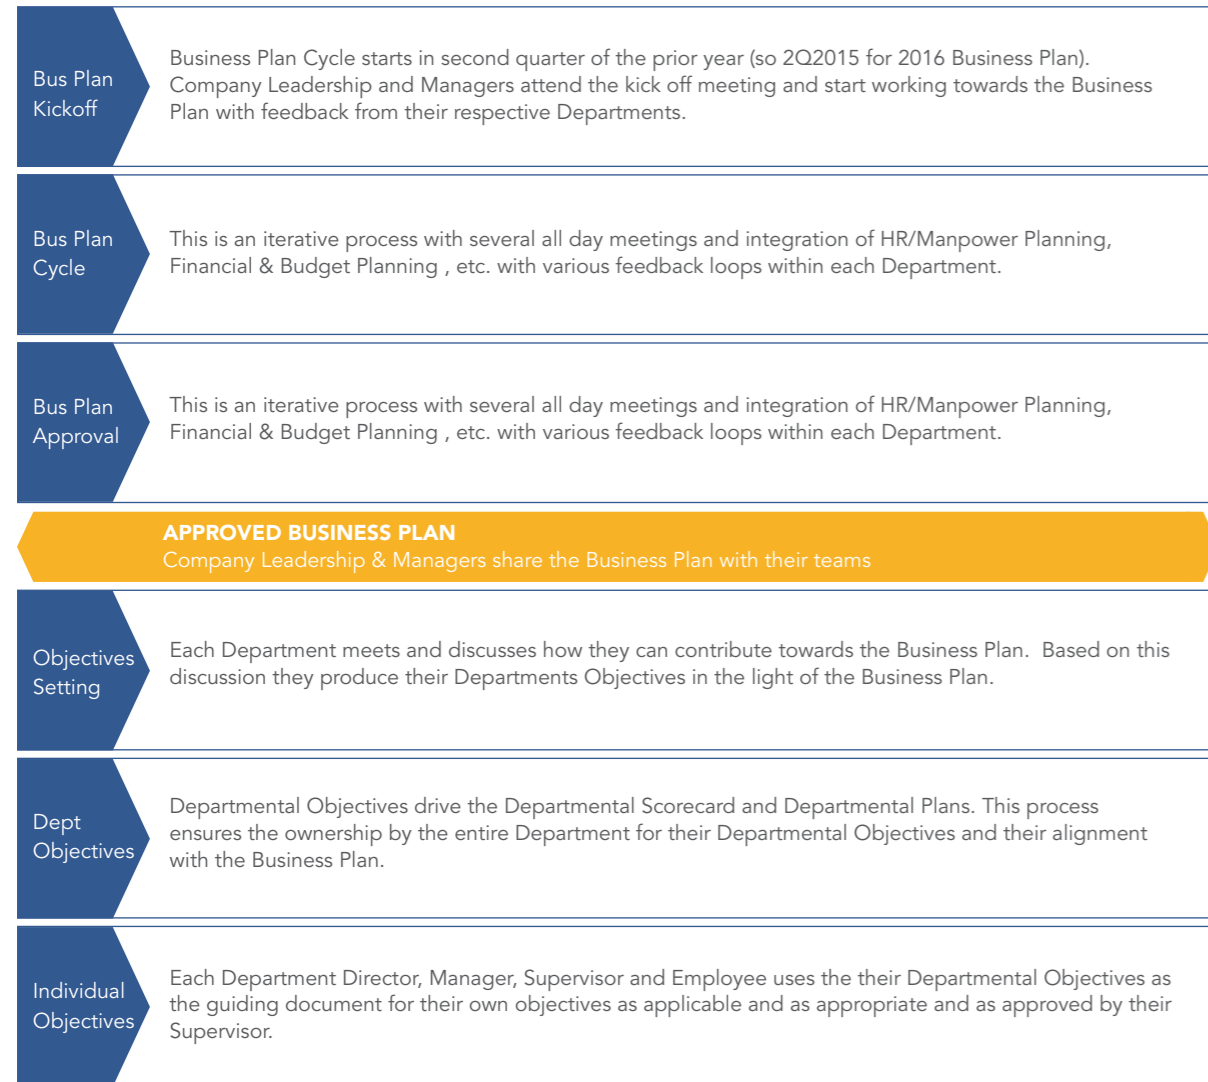 Bus Plan
Kickoff
Business Plan Cycle starts in second quarter of the prior year (so 2Q2015 for 2016 Business Plan).
Company Leadership and Managers attend the kick off meeting and start working towards the Business
Plan with feedback from their respective Departments.
Bus Plan
Cycle
This is an iterative process with several all day meetings and integration of HR/Manpower Planning,
Financial & Budget Planning , etc. with various feedback loops within each Department.
Bus Plan
Approval
This is an iterative process with several all day meetings and integration of HR/Manpower Planning,
Financial & Budget Planning , etc. with various feedback loops within each Department.
APPROVED BUSINESS PLAN
Company Leadership & Managers share the Business Plan with their teams
Objectives
Setting
Each Department meets and discusses how they can contribute towards the Business Plan.  Based on this
discussion they produce their Departments Objectives in the light of the Business Plan.
Dept
Objectives
Departmental Objectives drive the Departmental Scorecard and Departmental Plans. This process
ensures the ownership by the entire Department for their Departmental Objectives and their alignment
with the Business Plan.
Individual
Objectives
Each Department Director, Manager, Supervisor and Employee uses the their Departmental Objectives as
the guiding document for their own objectives as applicable and as appropriate and as approved by their
Supervisor.